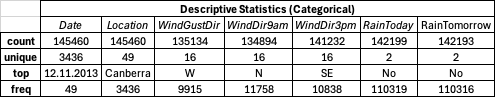 Descriptive Statistics (Categorical)
Date Location WindGustDir WindDir9am WindDir3pm RainToday RainTomorrow
count 145460 145460 135134 134894 141232 142199 142193
unique 3436 49 16 16 16 2 2
top 12.11.2013 Canberra W N SE No No
freq 49 3436 9915 11758 10838 110319 110316